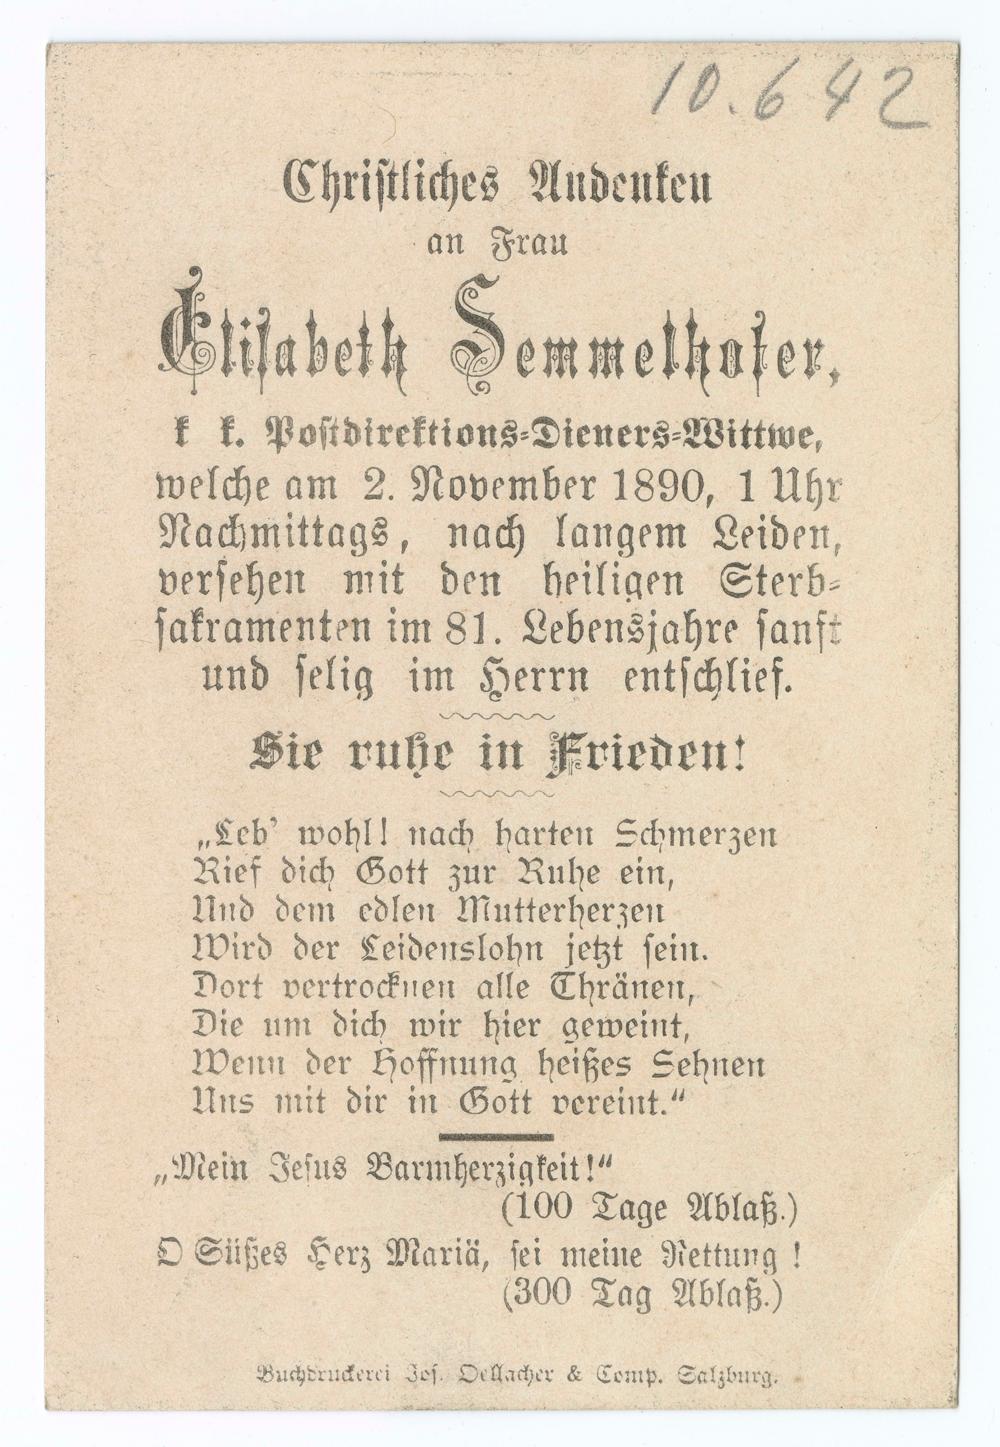 10.642
Christliches Andenken
an Frau
Elisabeth Semmelhofer,
k k. Postdirektions-Dieners-Wittwe,
welche am 2. November 1890, 1 Uhr
Nachmittags, nach langem Leiden,
versehen mit den heiligen Sterb-
sakramenten im 81. Lebensjahre sanft
und selig im Herrn entschlief.
Sie ruhe in Frieden!
„Leb' wohl! nach harten Schmerzen
Rief dich Gott zur Ruhe ein,
Und dem edlen Mutterherzen
Wird der Leidenslohn jetzt sein.
Dort vertrocknen alle Thränen,
Die um dich wir hier geweint,
Wenn der Hoffnung heißes Sehnen
Uns mit dir in Gott vereint.“
„Mein Jesus Barmherzigkeit!“
(100 Tage Ablaß.)
O Süßes Herz Mariä, sei meine Rettung !
(300 Tag Ablaß.)
Buchdruckerei Jos. Oellacher & Comp. Salzburg.